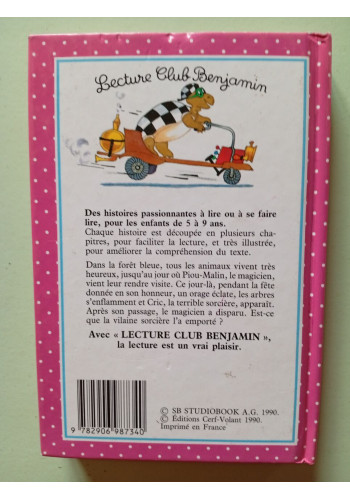 Lecture Club Benjamin
Des histoires passionnantes à lire ou à se faire
lire, pour les enfants de 5 à 9 ans.
Chaque histoire est découpée en plusieurs cha-
pitres, pour faciliter la lecture, et très illustrée,
pour améliorer la compréhension du texte.
Dans la forêt bleue, tous les animaux vivent très
heureux, jusqu'au jour où Piou-Malin, le magicien,
vient leur rendre visite. Ce jour-là, pendant la fête
donnée en son honneur, un orage éclate, les arbres
s'enflamment et Cric, la terrible sorcière, apparaît.
Après son passage, le magicien a disparu. Est-ce
que la vilaine sorcière l'a emporté ?
Avec « LECTURE CLUB BENJAMIN »,
la lecture est un vrai plaisir.
© SB STUDIOBOOK A.G. 1990.
© Éditions Cerf-Volant 1990.
Imprimé en France
9 782906 987340